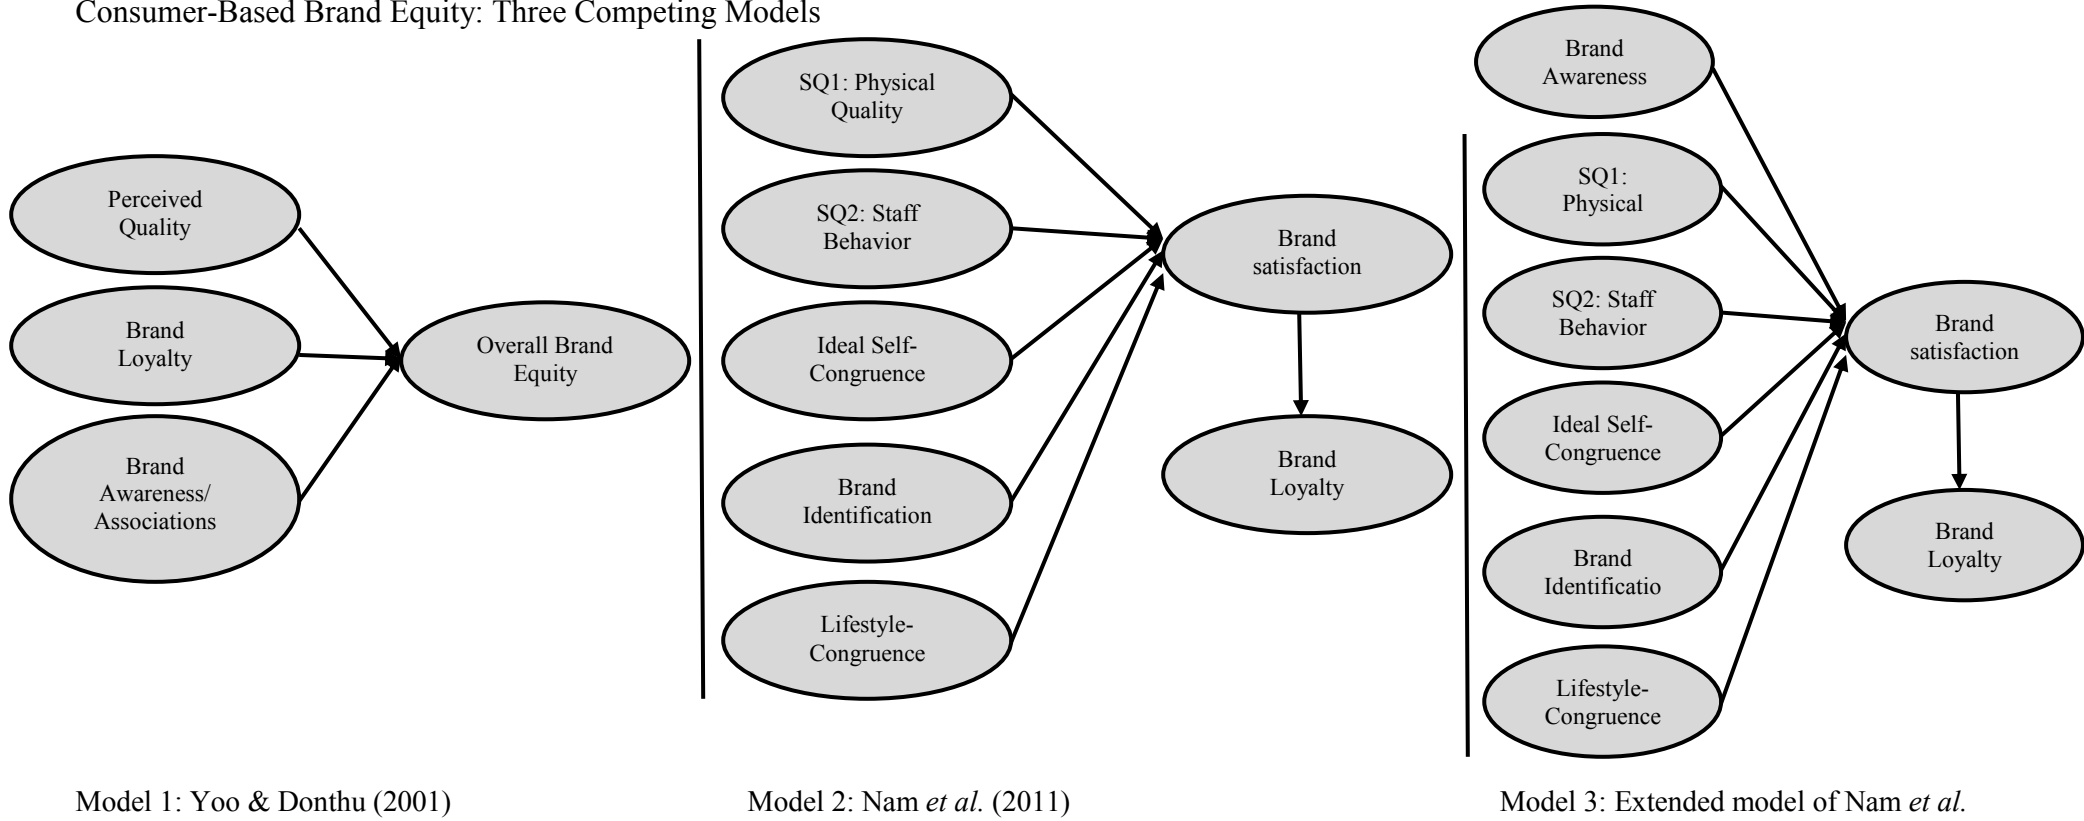 Consumer-Based Brand Equity: Three Competing Models
Perceived
Quality
Brand
Loyalty
Brand
Awareness/
Associations
Overall Brand
Equity
Model 1: Yoo & Donthu (2001)
SQ1: Physical
Quality
SQ2: Staff
Behavior
Ideal Self-
Congruence
Brand
Identification
Lifestyle-
Congruence
Brand
satisfaction
Brand
Loyalty
Model 2: Nam et al. (2011)
Brand
Awareness
SQ1:
Physical
SQ2: Staff
Behavior
Ideal Self-
Congruence
Brand
Identificatio
Lifestyle-
Congruence
Brand
satisfaction
Brand
Loyalty
Model 3: Extended model of Nam et al.